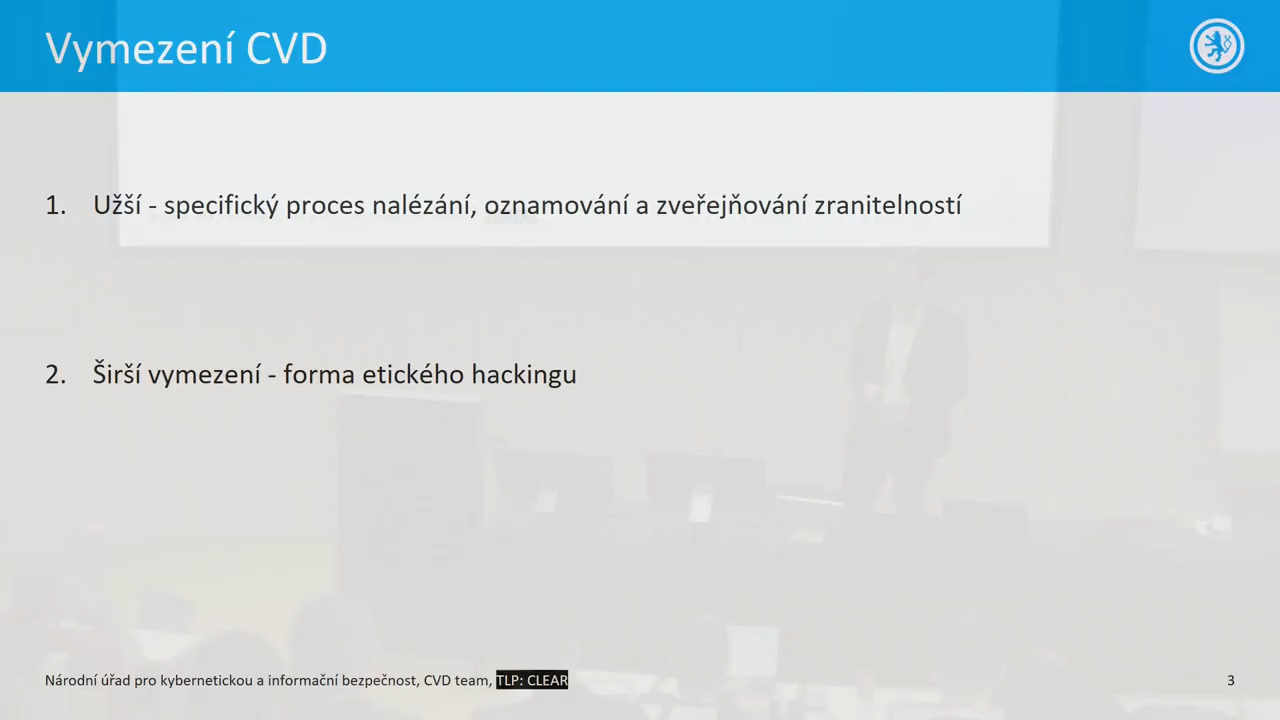 Vymezení CVD
1. Užší - specifický proces nalézání, oznamování a zveřejňování zranitelností
2. Širší vymezení - forma etického hackingu
Národní úřad pro kybernetickou a informační bezpečnost, CVD team, TLP: CLEAR
3